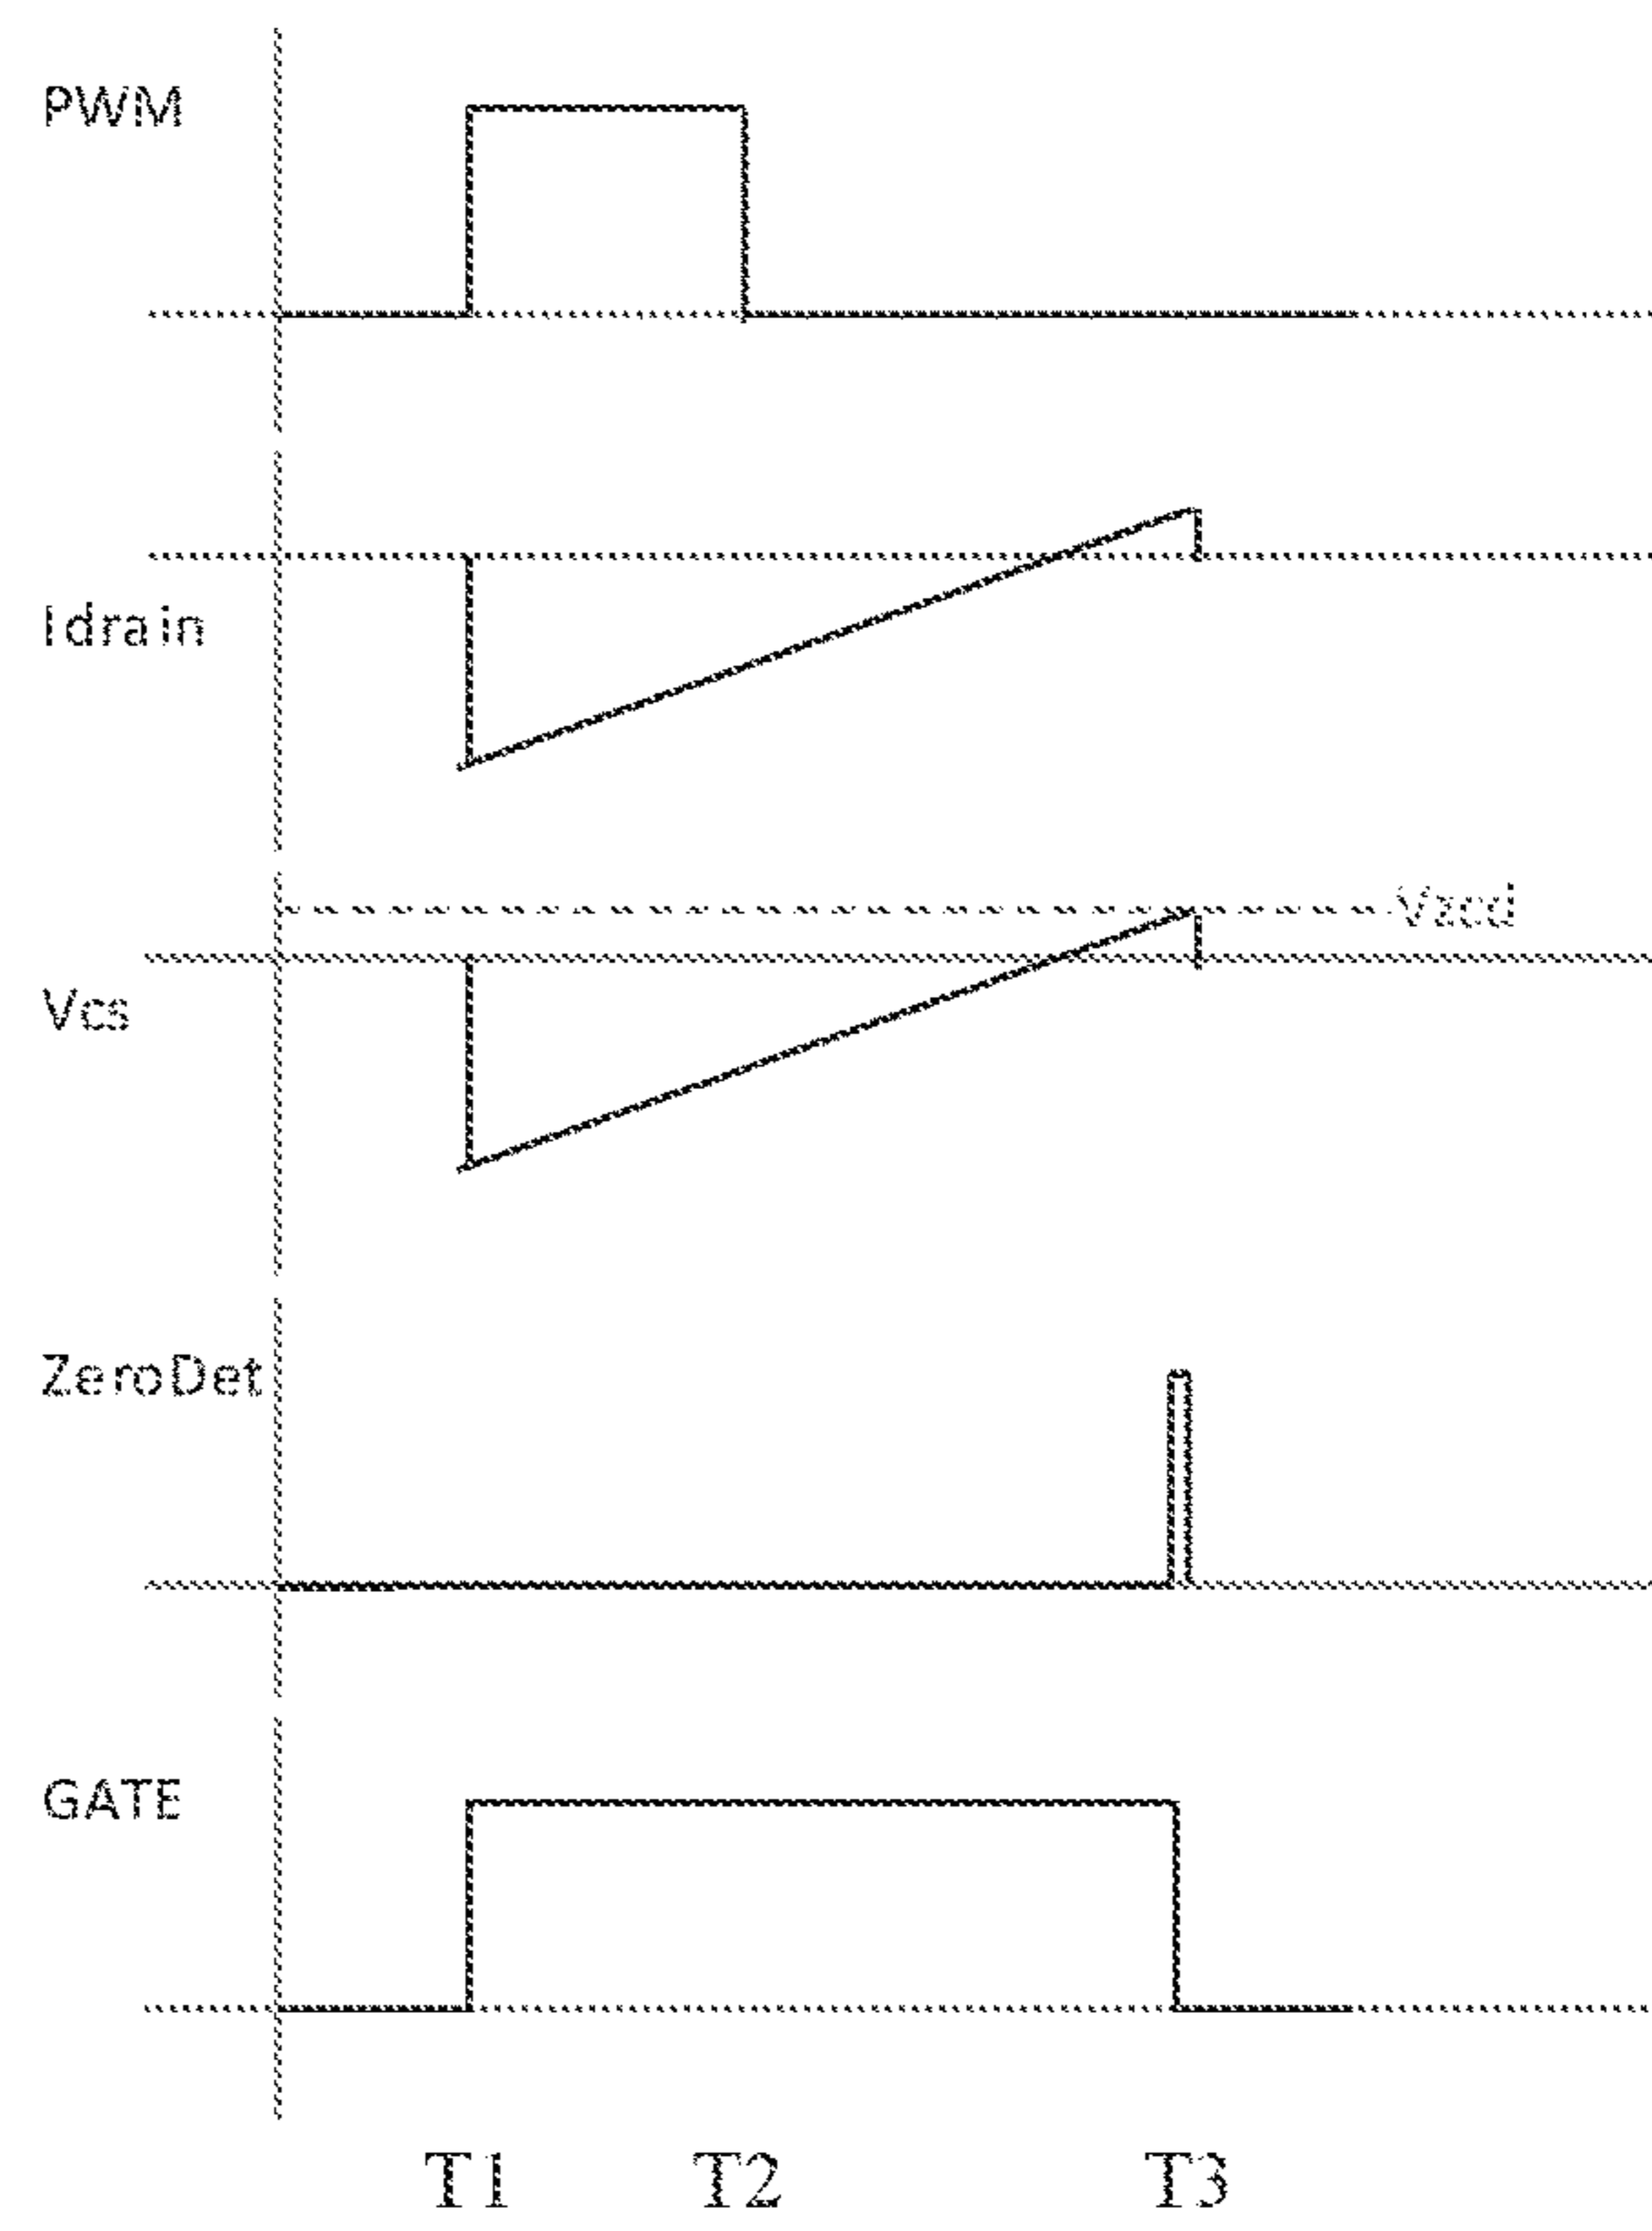 PWM
Idrain
Vzcd
Vcs
ZeroDet
GATE
T1 T2 T3